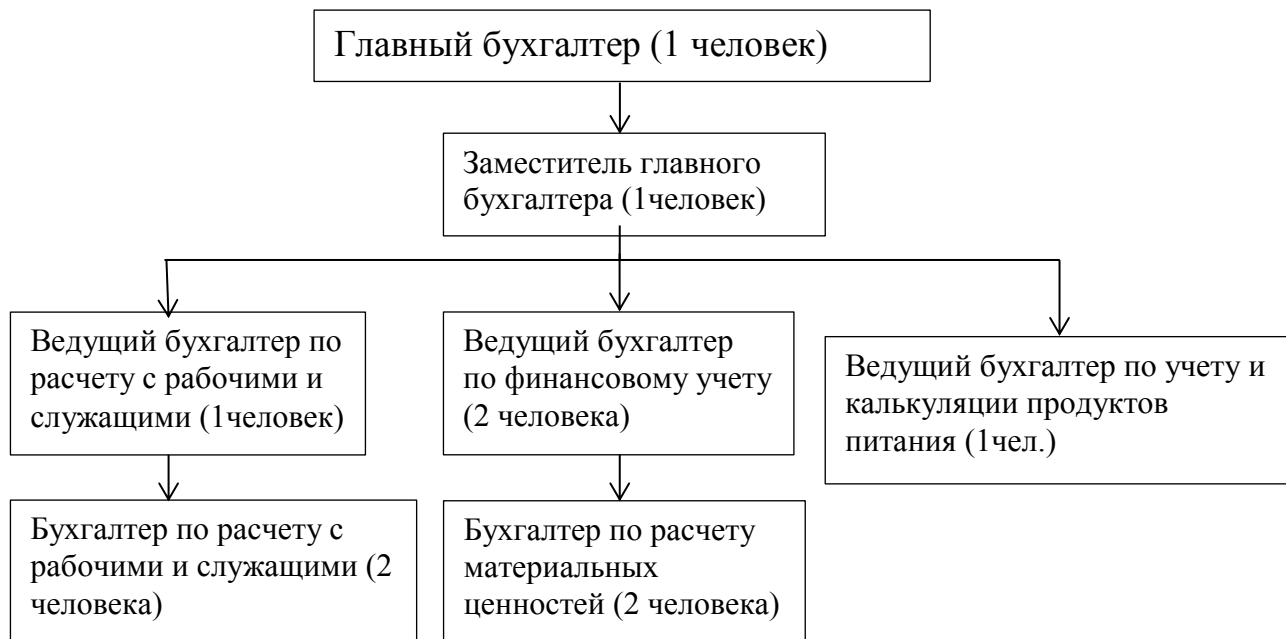 Главный бухгалтер (1 человек)
Заместитель главного
бухгалтера (1человек)
Ведущий бухгалтер по
расчету с рабочими и
служащими (1человек)
Ведущий бухгалтер
по финансовому учету
(2 человека)
Ведущий бухгалтер по учету и
калькуляции продуктов
питания (1чел.)
Бухгалтер по расчету с
рабочими и служащими (2
человека)
Бухгалтер по расчету
материальных
ценностей (2 человека)